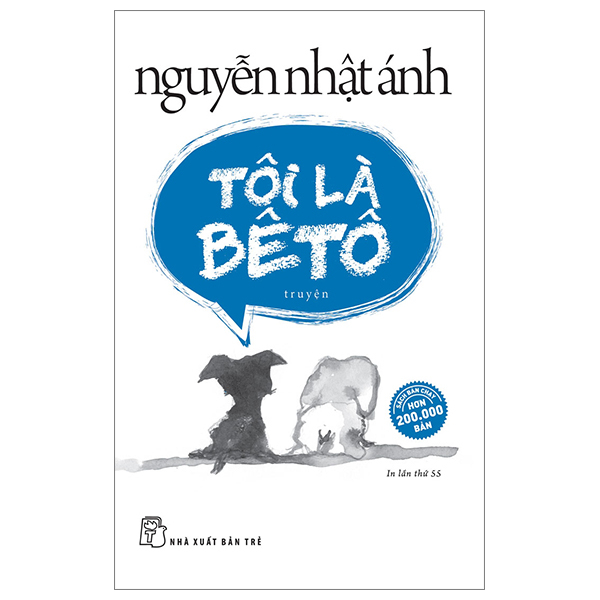 nguyễn nhật ánh
TÔI LÀ
BÊTÔ
truyện
SÁCH BÁN CHẠY
HƠN
200.000
BẢN
In lần thứ 55
NHÀ XUẤT BẢN TRẺ